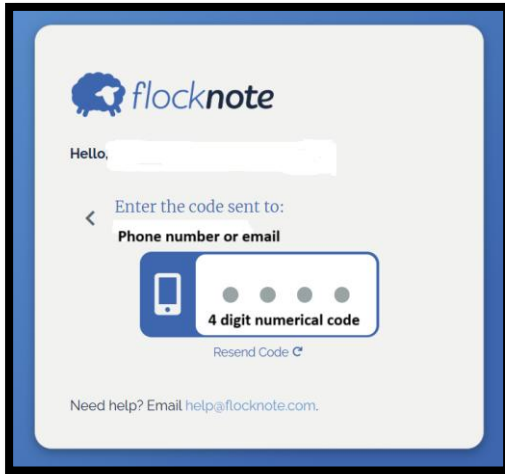 flocknote
Hello,
Enter the code sent to:
Phone number or email
4 digit numerical code
Resend Code
Need help? Email help@flocknote.com.